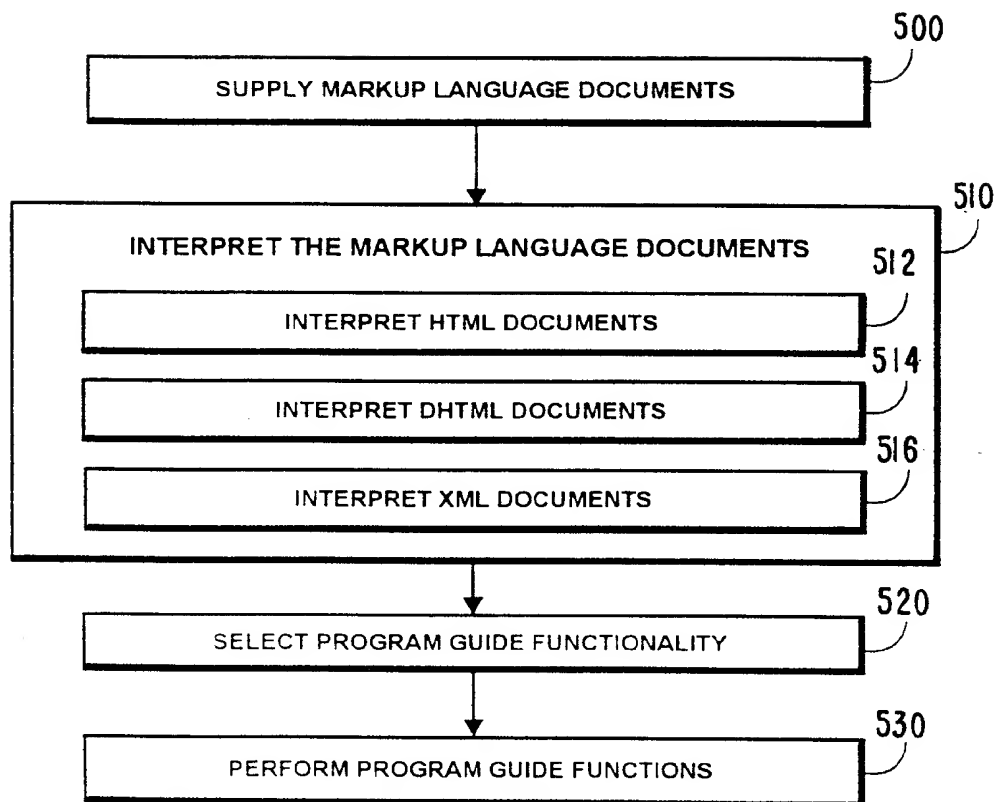 500
SUPPLY MARKUP LANGUAGE DOCUMENTS
510
INTERPRET THE MARKUP LANGUAGE DOCUMENTS
512
INTERPRET HTML DOCUMENTS
514
INTERPRET DHTML DOCUMENTS
516
INTERPRET XML DOCUMENTS
520
SELECT PROGRAM GUIDE FUNCTIONALITY
530
PERFORM PROGRAM GUIDE FUNCTIONS